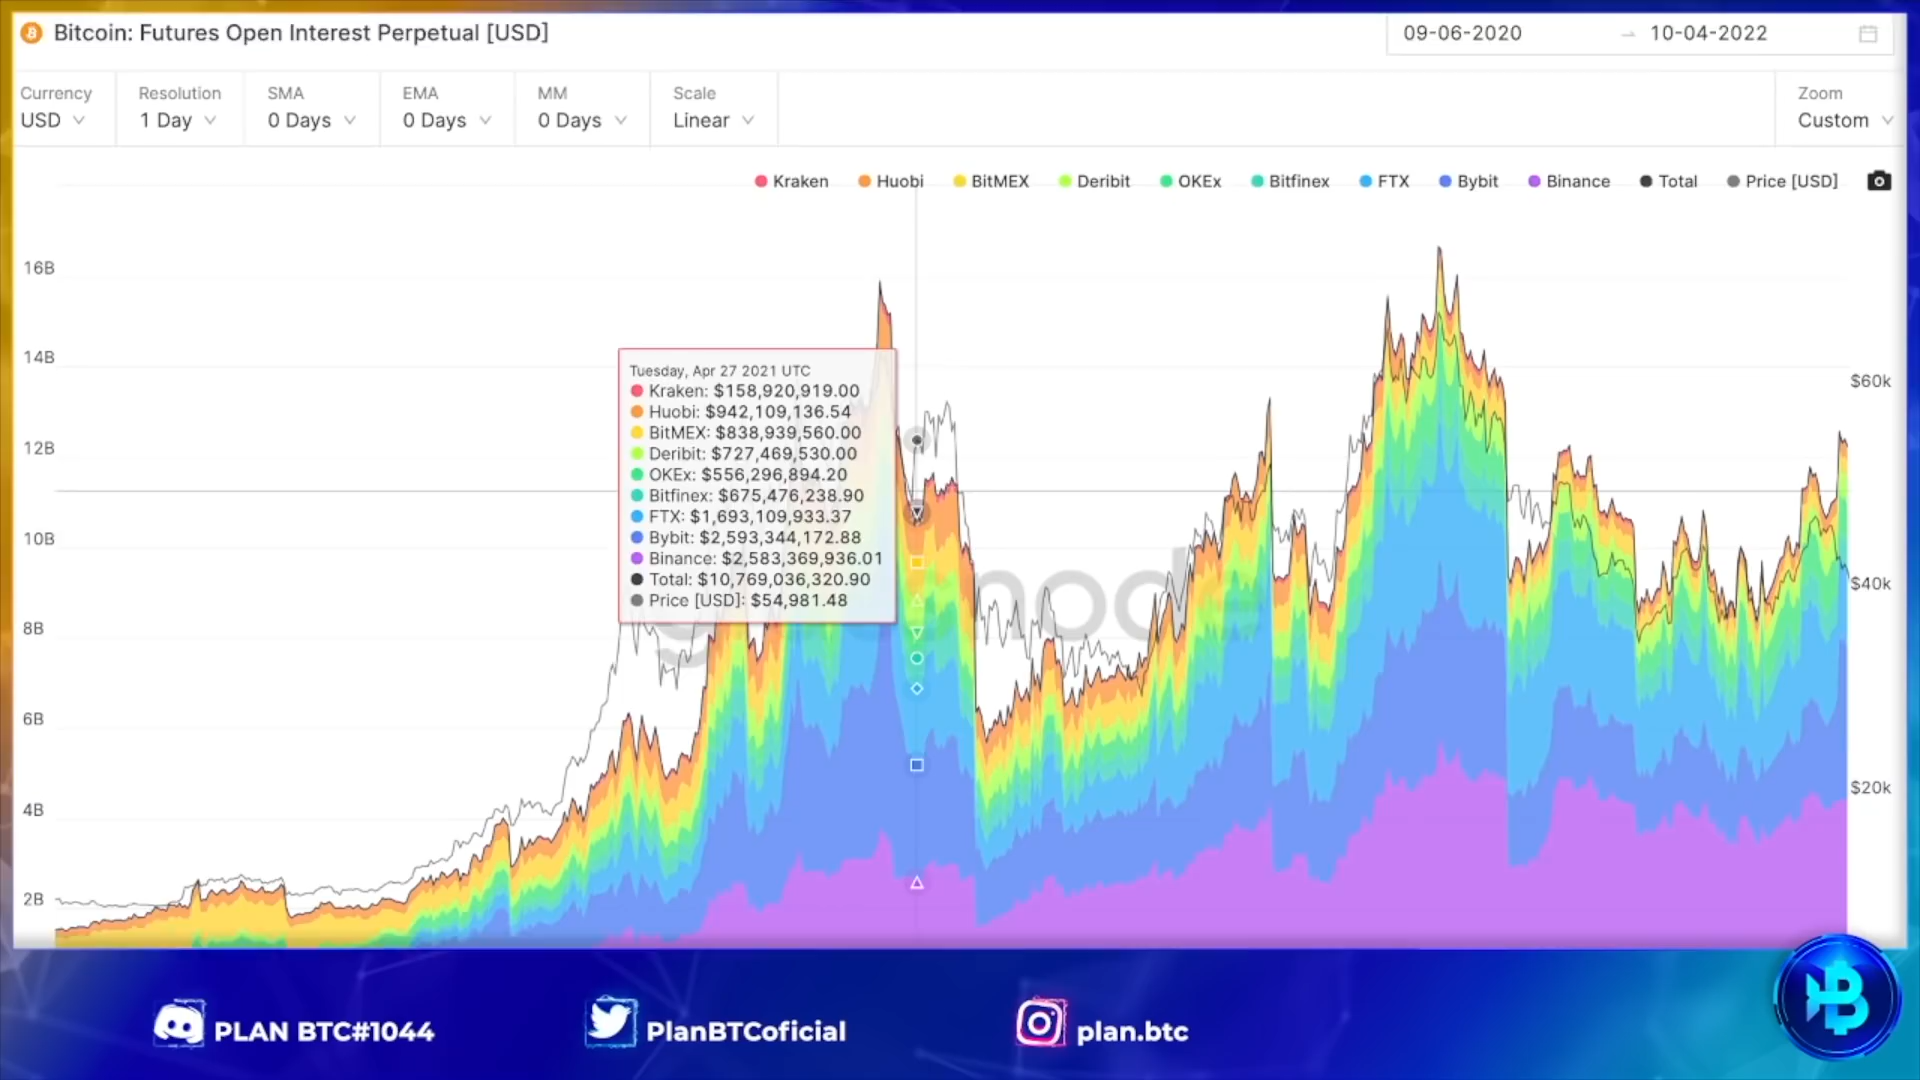 Bitcoin: Futures Open Interest Perpetual [USD]
09-06-2020 → 10-04-2022
Currency
USD
Resolution
1 Day
SMA
0 Days
EMA
0 Days
MM
0 Days
Scale
Linear
Zoom
Custom
Kraken Huobi BitMEX Deribit OKEx Bitfinex FTX Bybit Binance Total Price [USD]
16B
14B
12B
10B
8B
6B
4B
2B
$60k
$40k
$20k
Tuesday, Apr 27 2021 UTC
Kraken: $158,920,919.00
Huobi: $942,109,136.54
BitMEX: $838,939,560.00
Deribit: $727,469,530.00
OKEx: $556,296,894.20
Bitfinex: $675,476,238.90
FTX: $1,693,109,933.37
Bybit: $2,593,344,172.88
Binance: $2,583,369,936.01
Total: $10,769,036,320.90
Price [USD]: $54,981.48
node
PLAN BTC#1044
PlanBTCoficial
plan.btc